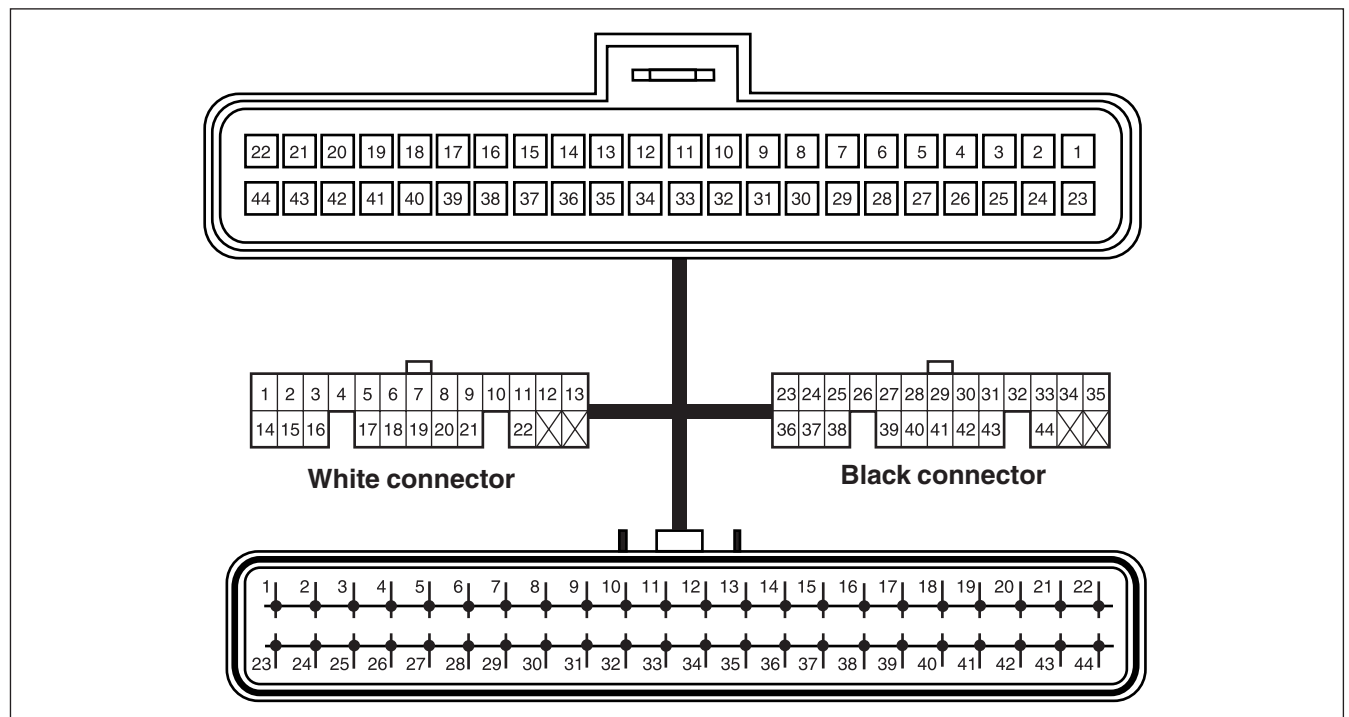 22 21 20 19 18 17 16 15 14 13 12 11 10 9 8 7 6 5 4 3 2 1
44 43 42 41 40 39 38 37 36 35 34 33 32 31 30 29 28 27 26 25 24 23
1 2 3 4 5 6 7 8 9 10 11 12 13
14 15 16 17 18 19 20 21 22
White connector
23 24 25 26 27 28 29 30 31 32 33 34 35
36 37 38 39 40 41 42 43 44
Black connector
1 2 3 4 5 6 7 8 9 10 11 12 13 14 15 16 17 18 19 20 21 22
23 24 25 26 27 28 29 30 31 32 33 34 35 36 37 38 39 40 41 42 43 44